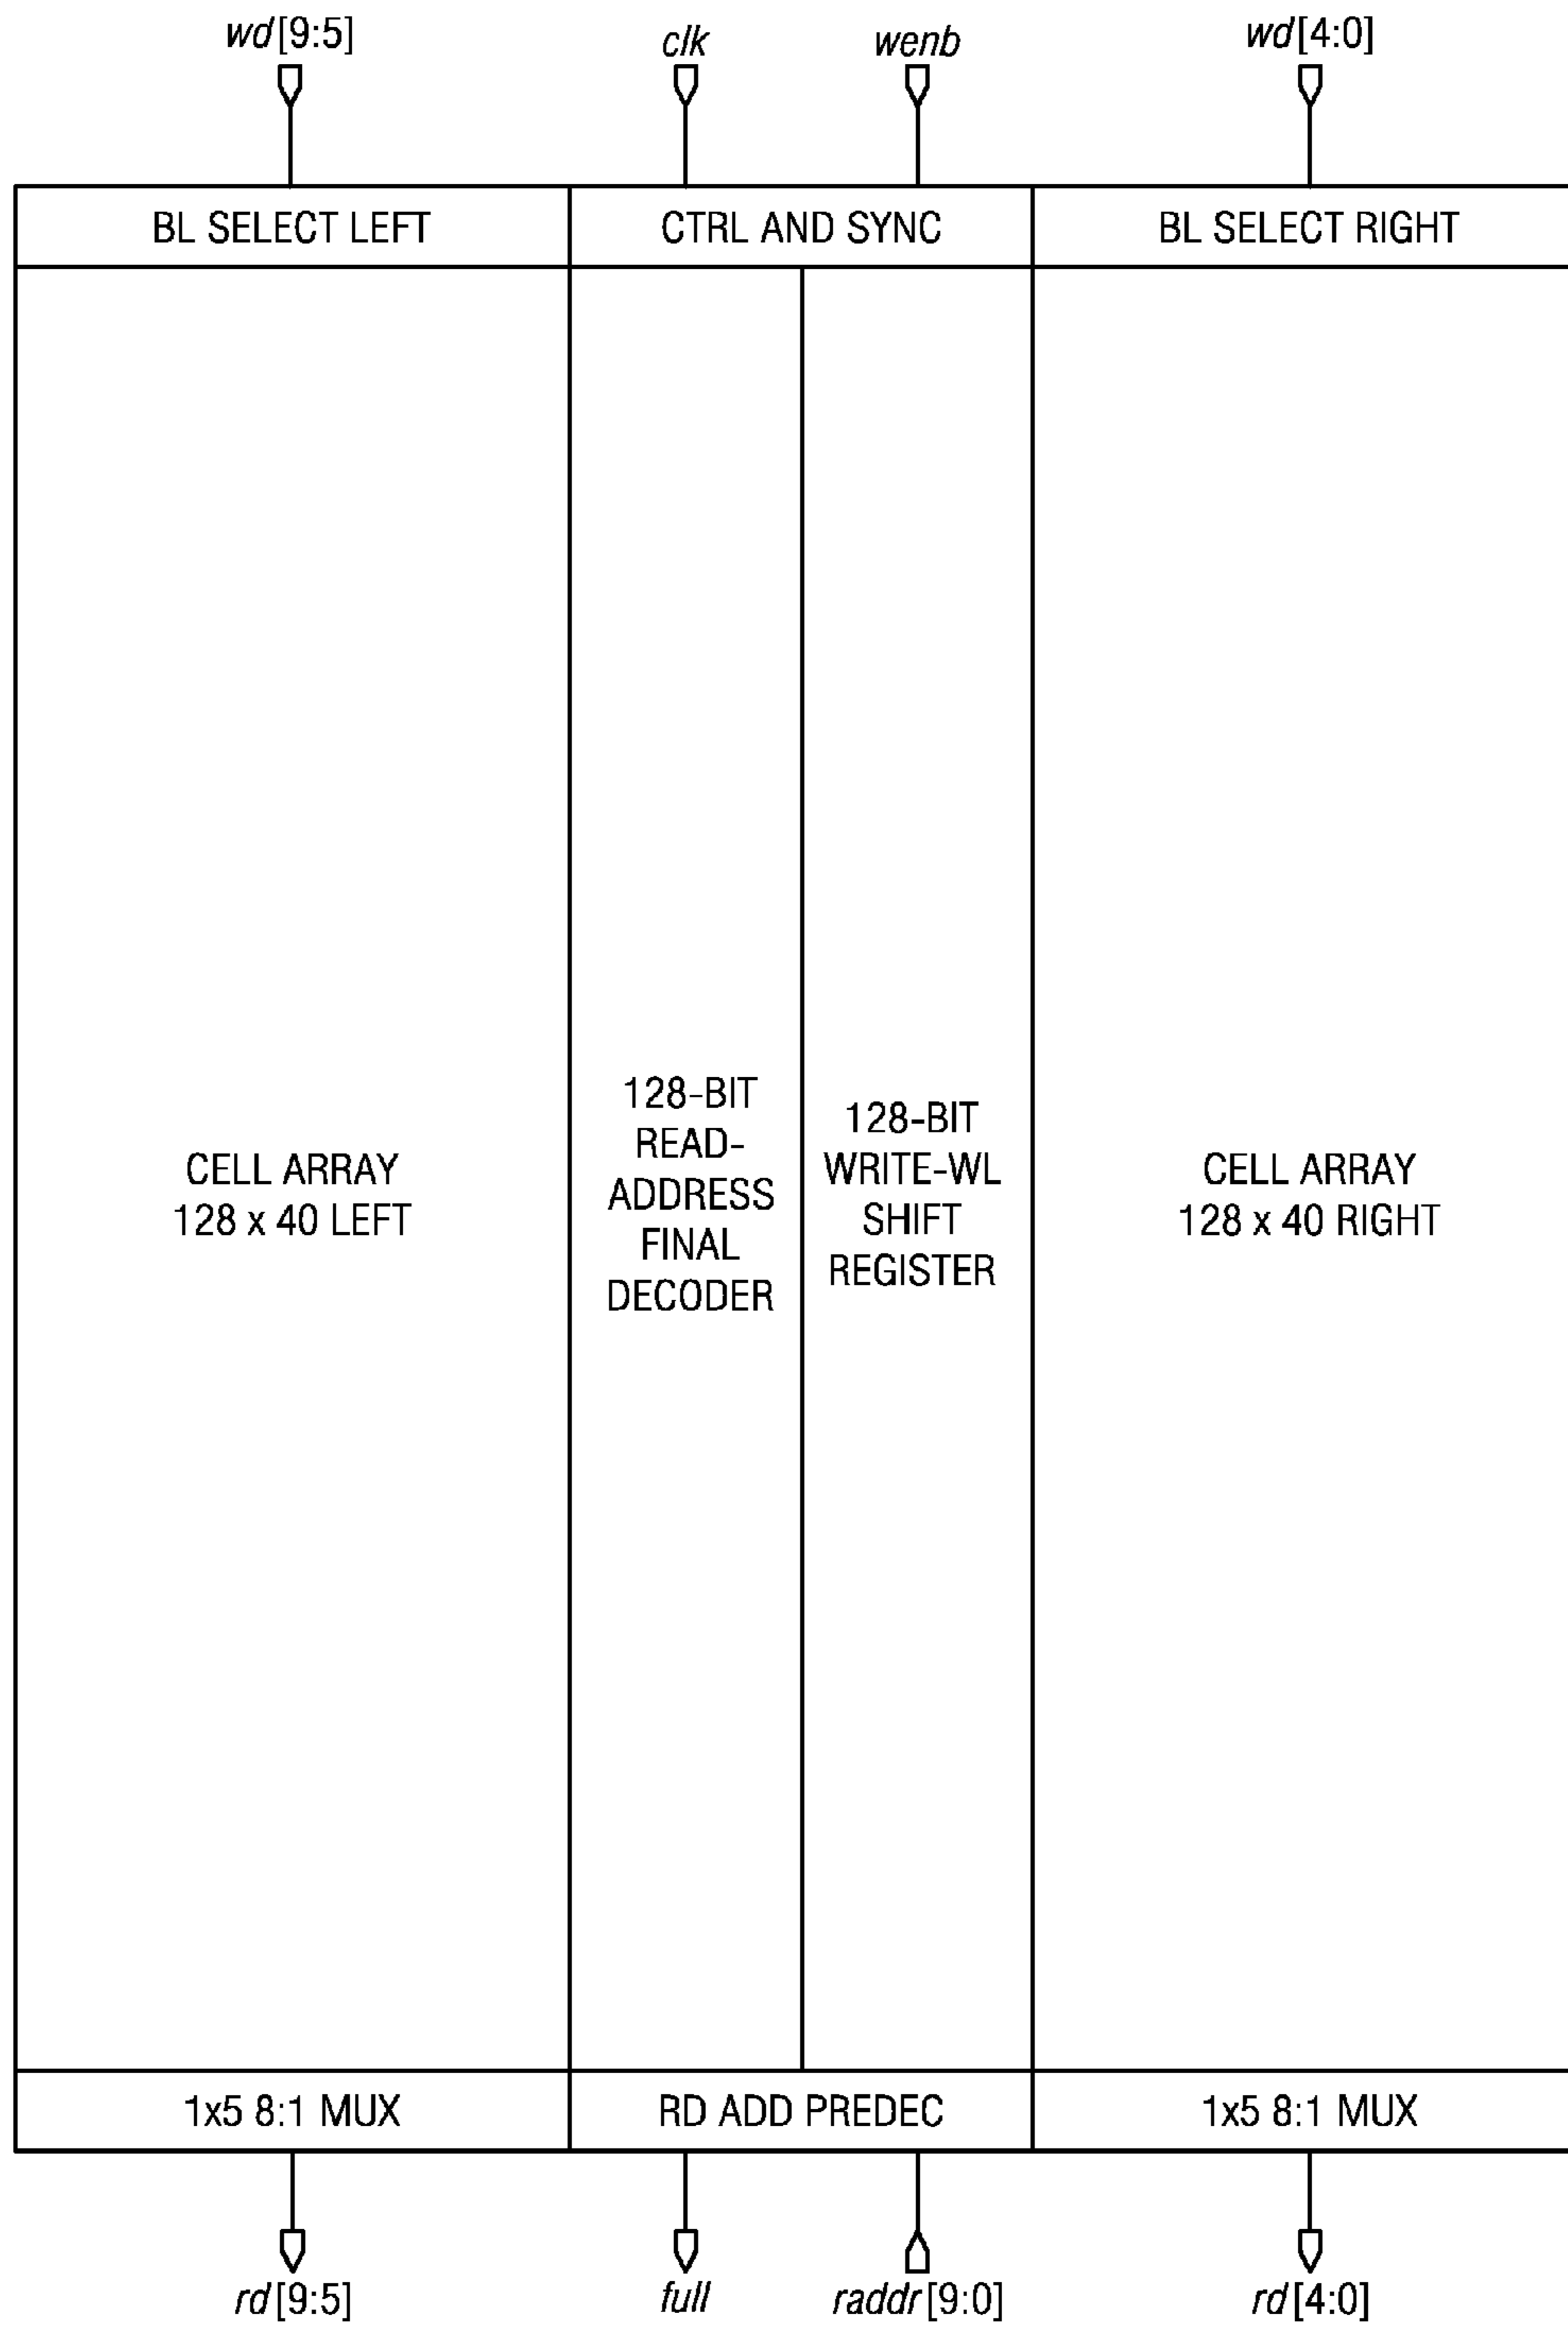 wd[9:5]
clk
wenb
wd[4:0]
BL SELECT LEFT
CTRL AND SYNC
BL SELECT RIGHT
CELL ARRAY
128 x 40 LEFT
128-BIT
READ-
ADDRESS
FINAL
DECODER
128-BIT
WRITE-WL
SHIFT
REGISTER
CELL ARRAY
128 x 40 RIGHT
1x5 8:1 MUX
RD ADD PREDEC
1x5 8:1 MUX
rd[9:5]
full
raddr[9:0]
rd[4:0]